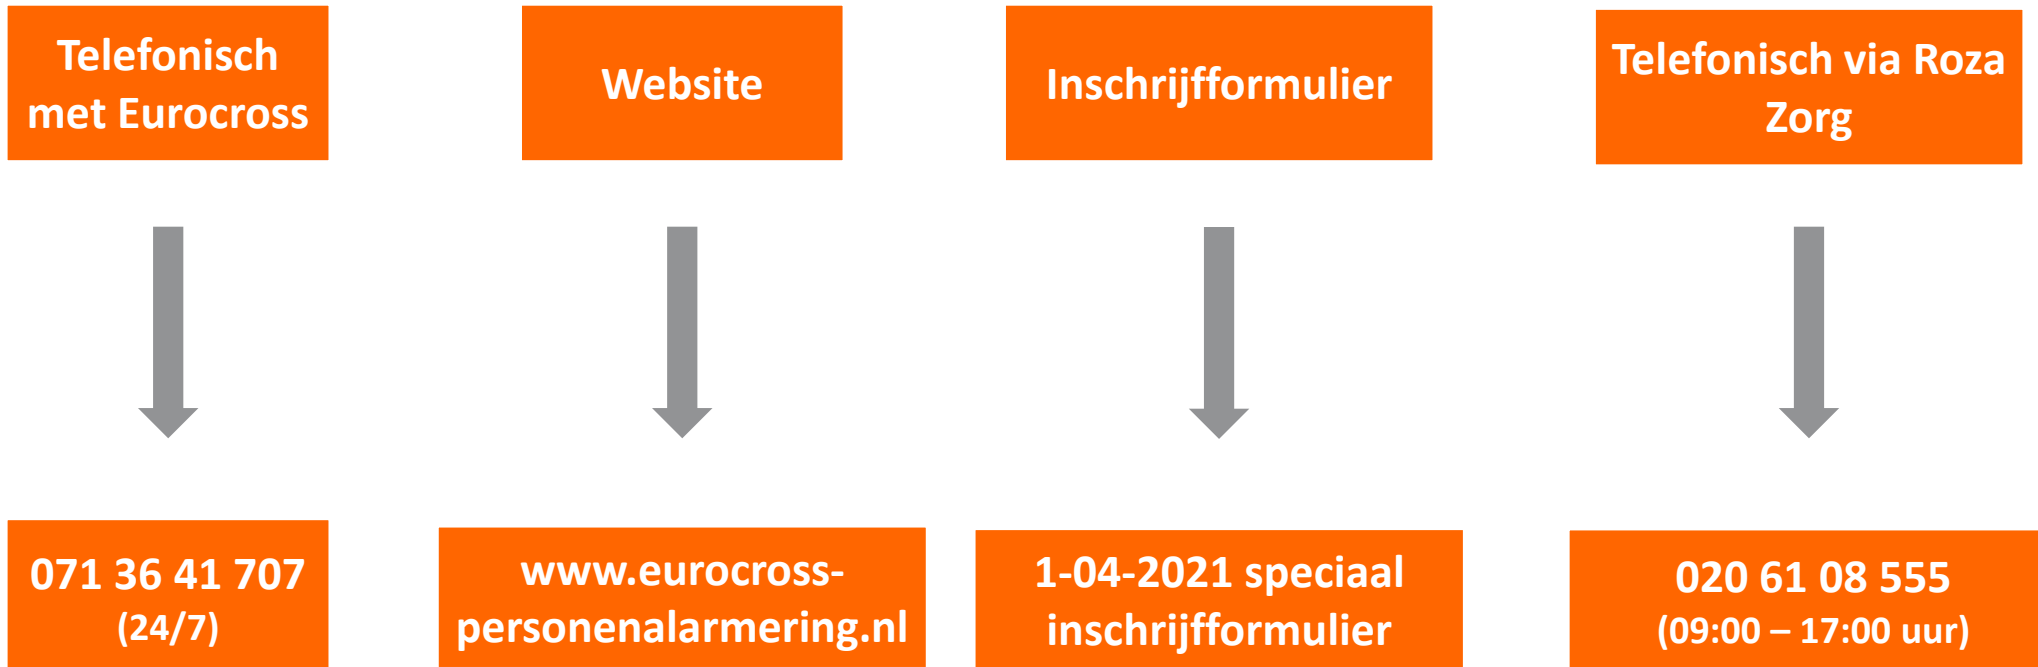 Telefonisch
met Eurocross
Website
Inschrijfformulier
Telefonisch via Roza
Zorg
071 36 41 707
(24/7)
www.eurocross-
personenalarmering.nl
1-04-2021 speciaal
inschrijfformulier
020 61 08 555
(09:00 – 17:00 uur)